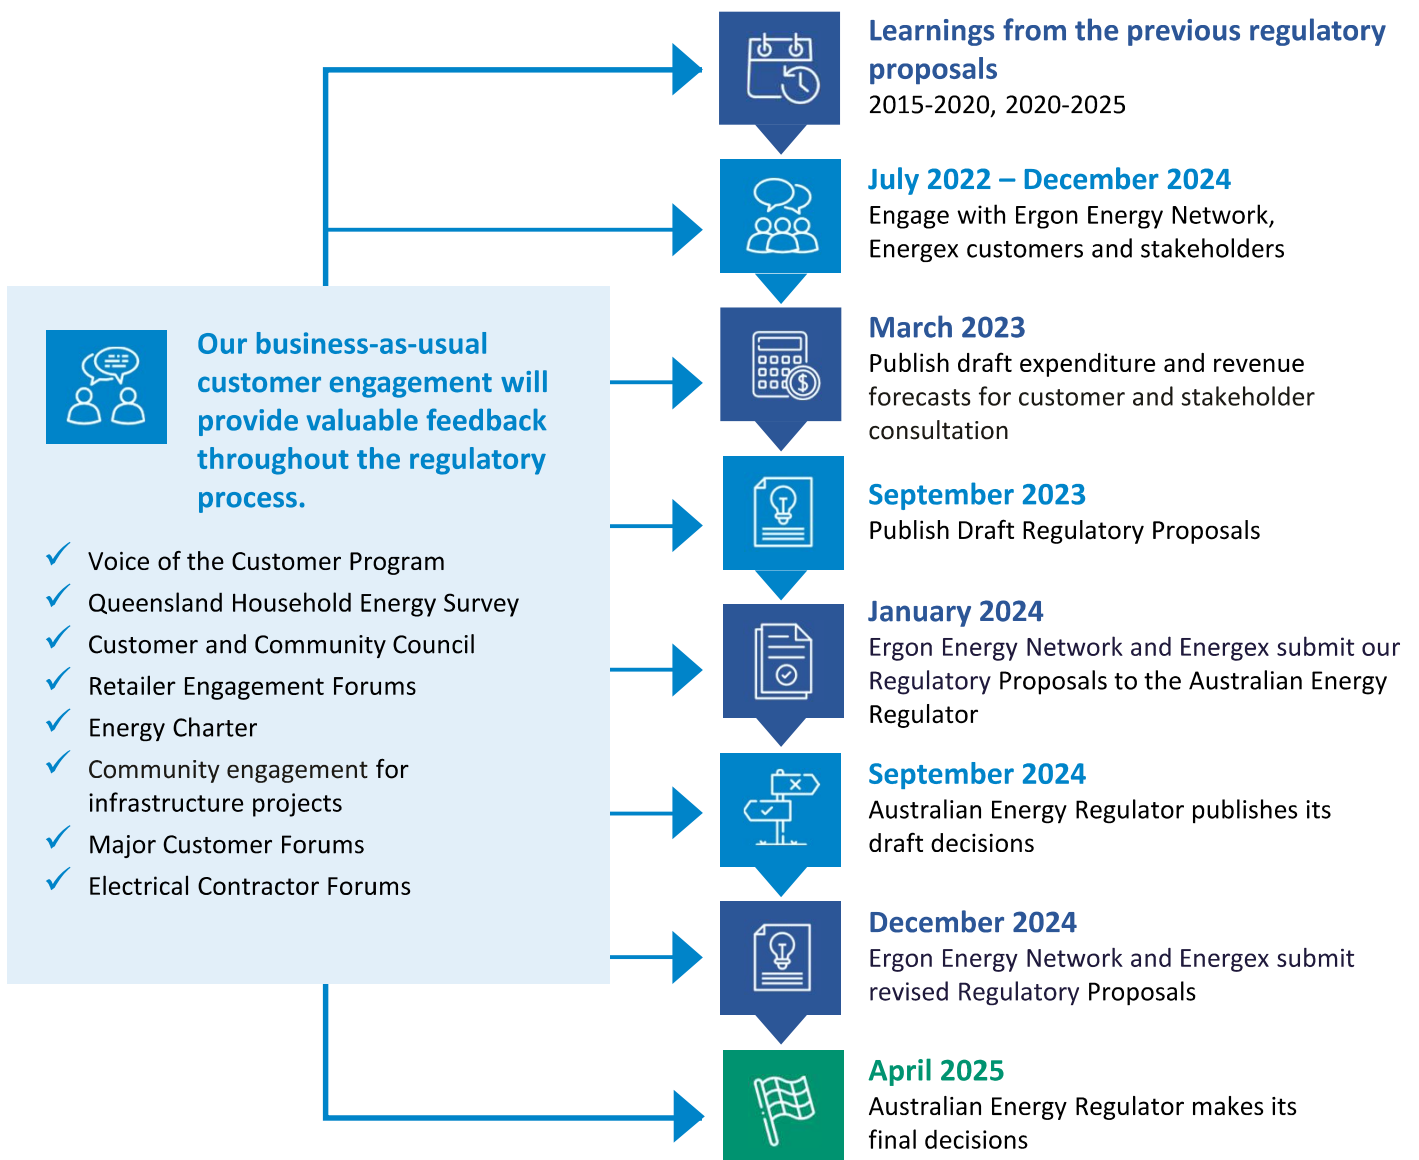 Learnings from the previous regulatory
proposals
2015-2020, 2020-2025
July 2022 – December 2024
Engage with Ergon Energy Network,
Energex customers and stakeholders
March 2023
Publish draft expenditure and revenue
forecasts for customer and stakeholder
consultation
September 2023
Publish Draft Regulatory Proposals
January 2024
Ergon Energy Network and Energex submit our
Regulatory Proposals to the Australian Energy
Regulator
September 2024
Australian Energy Regulator publishes its
draft decisions
December 2024
Ergon Energy Network and Energex submit
revised Regulatory Proposals
April 2025
Australian Energy Regulator makes its
final decisions
Our business-as-usual
customer engagement will
provide valuable feedback
throughout the regulatory
process.
Voice of the Customer Program
Queensland Household Energy Survey
Customer and Community Council
Retailer Engagement Forums
Energy Charter
Community engagement for
infrastructure projects
Major Customer Forums
Electrical Contractor Forums